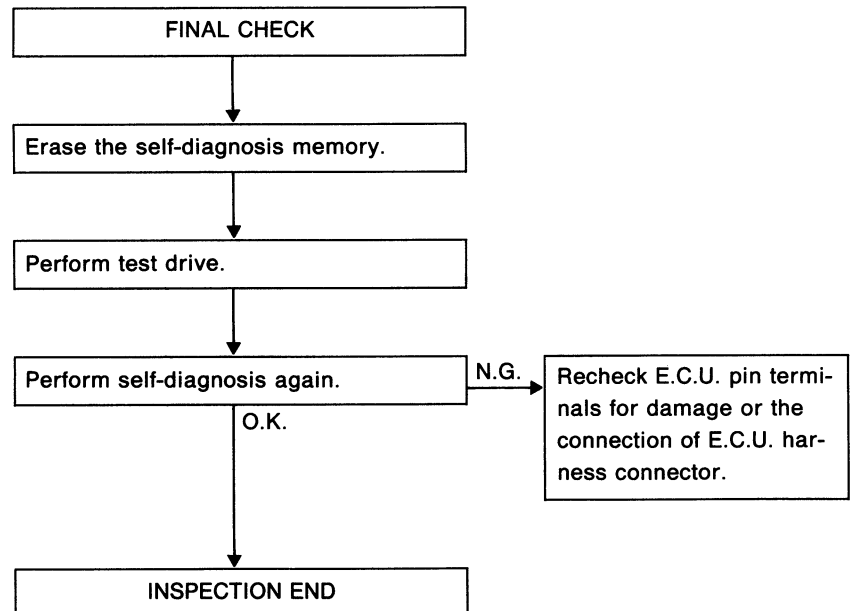 FINAL CHECK
Erase the self-diagnosis memory.
Perform test drive.
Perform self-diagnosis again.
N.G.
Recheck E.C.U. pin termi-
nals for damage or the
connection of E.C.U. har-
ness connector.
O.K.
INSPECTION END